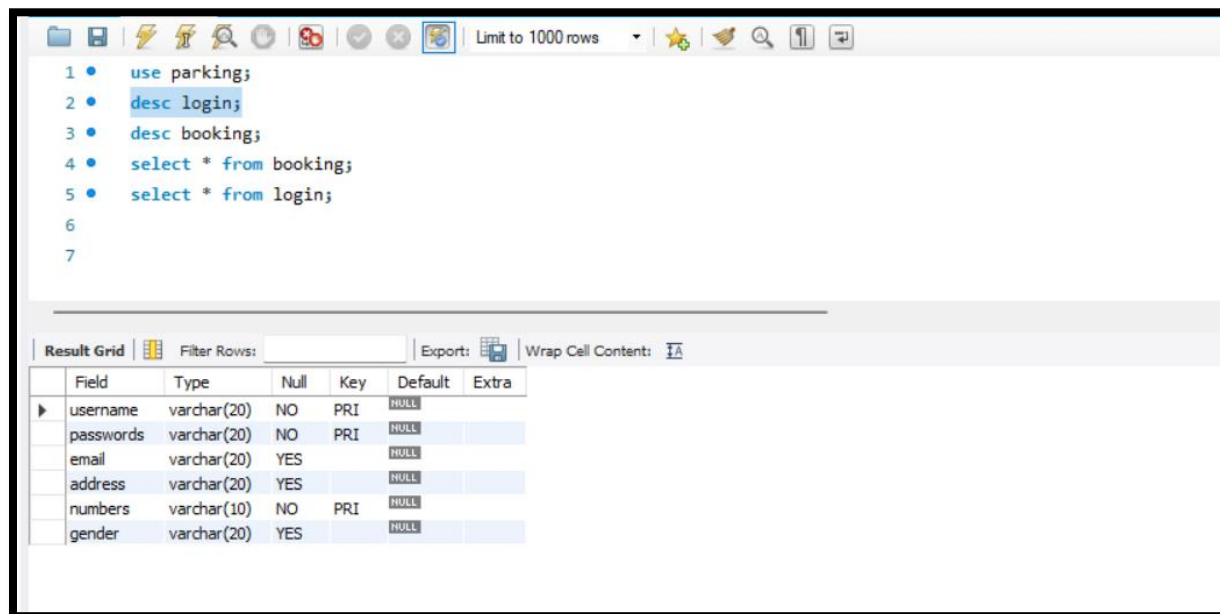 Limit to 1000 rows
1 use parking;
2 desc login;
3 desc booking;
4 select * from booking;
5 select * from login;
6
7
Result Grid Filter Rows: Export: Wrap Cell Content:
Field Type Null Key Default Extra
username varchar(20) NO PRI NULL
passwords varchar(20) NO PRI NULL
email varchar(20) YES NULL
address varchar(20) YES NULL
numbers varchar(10) NO PRI NULL
gender varchar(20) YES NULL